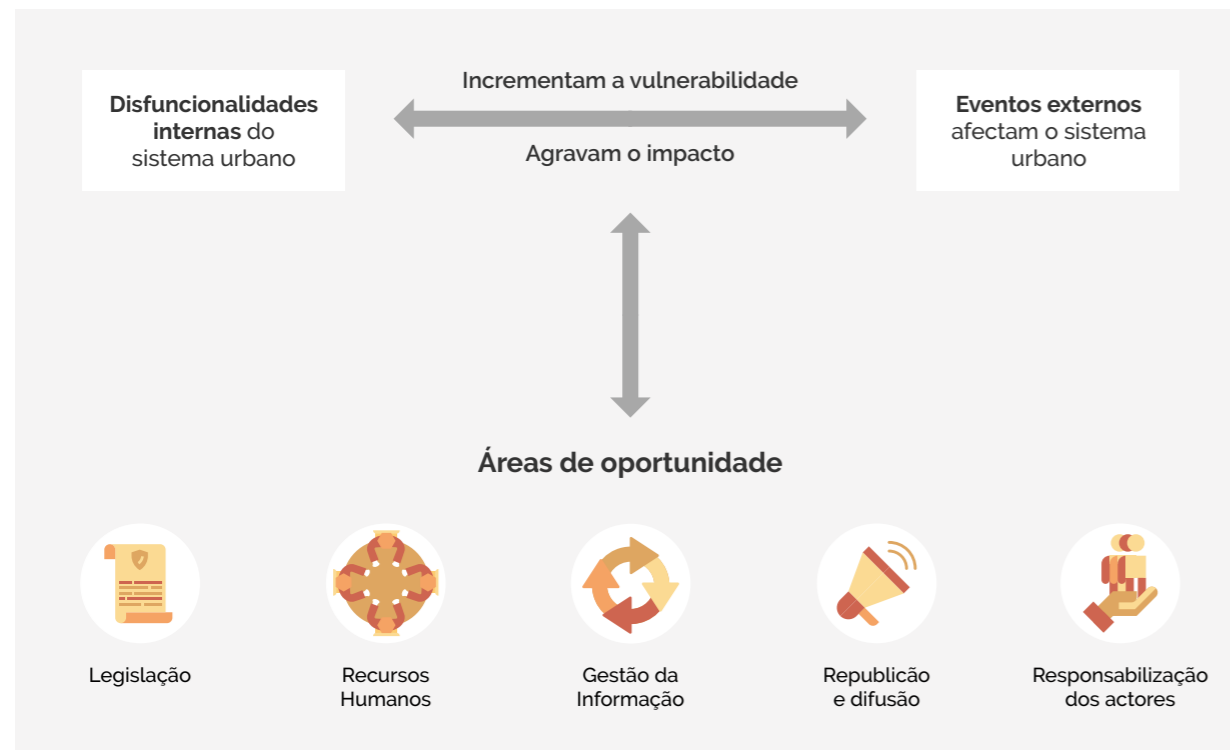 Disfuncionalidades
internas do
sistema urbano
Incrementam a vulnerabilidade
Agravam o impacto
Eventos externos
afectam o sistema
urbano
Áreas de oportunidade
Legislação
Recursos
Humanos
Gestão da
Informação
Republicão
e difusão
Responsabilização
dos actores